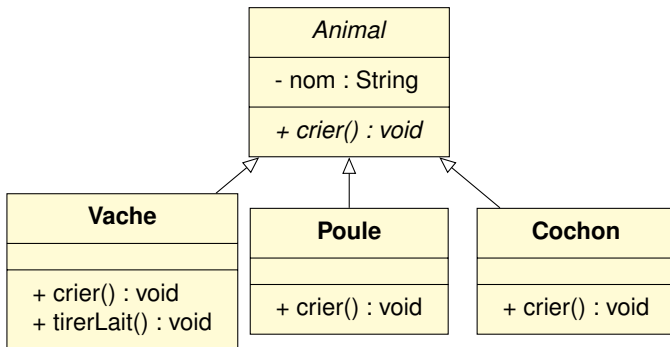 Animal
- nom : String
+ crier() : void
Vache
+ crier() : void
+ tirerLait() : void
Poule
+ crier() : void
Cochon
+ crier() : void